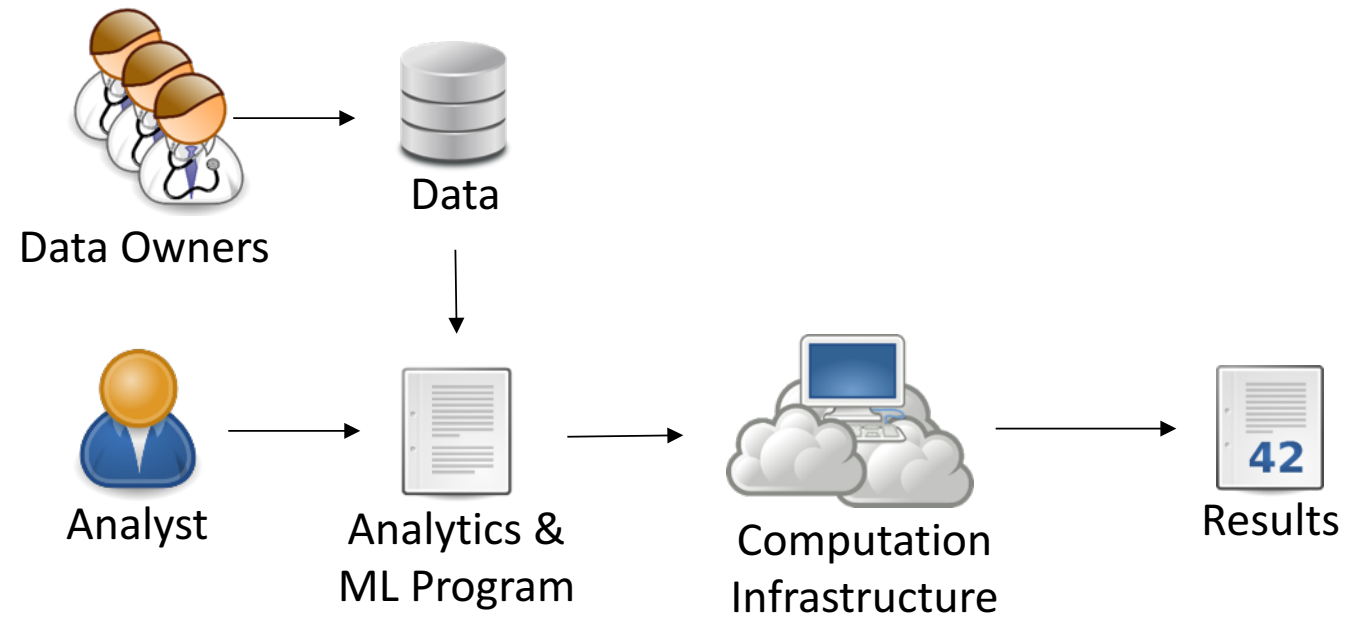 Data
Data Owners
Analyst
Analytics &
ML Program
Computation
Infrastructure
42
Results